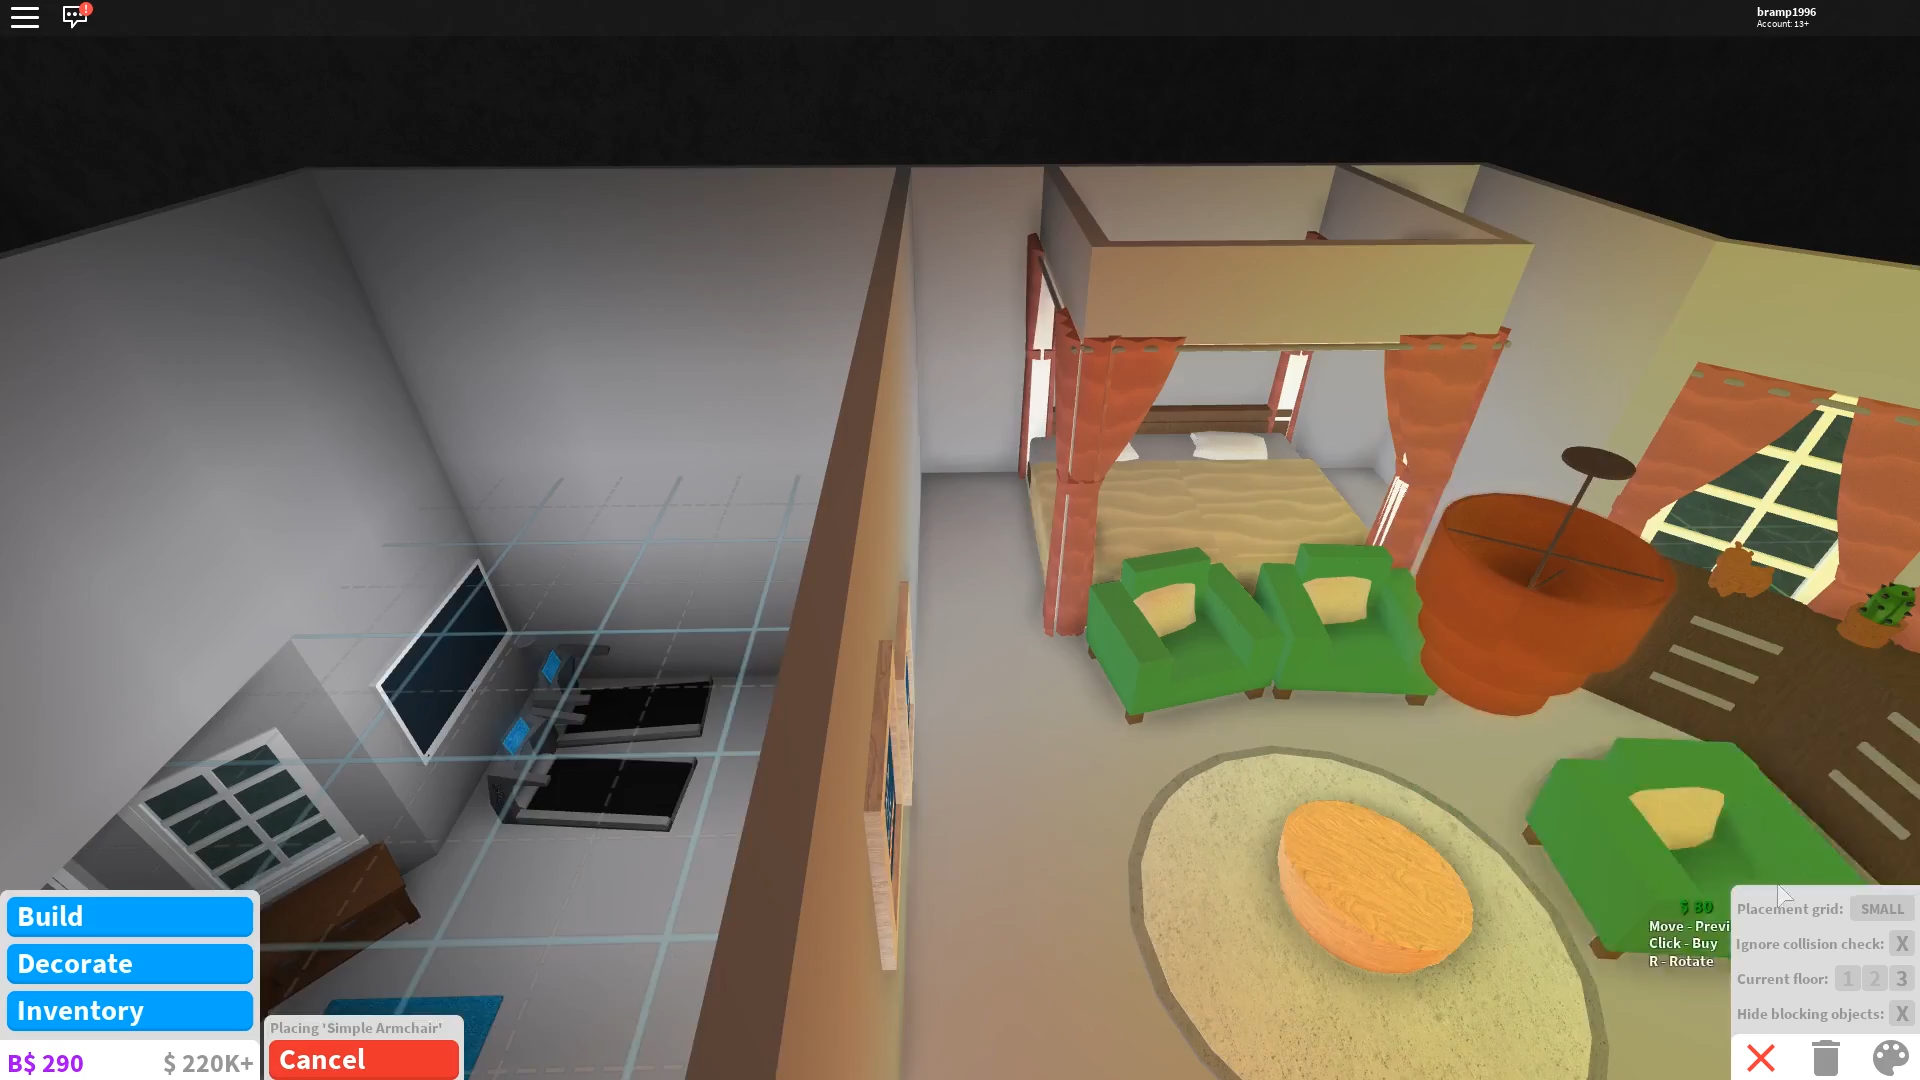 bramp1996
Account: 13+
Build
Decorate
Inventory
B$ 290
$ 220K+
Placing 'Simple Armchair'
Cancel
$ 80
Move - Previ
Click - Buy
R - Rotate
Placement grid: SMALL
Ignore collision check: X
Current floor: 1 2 3
Hide blocking objects: X